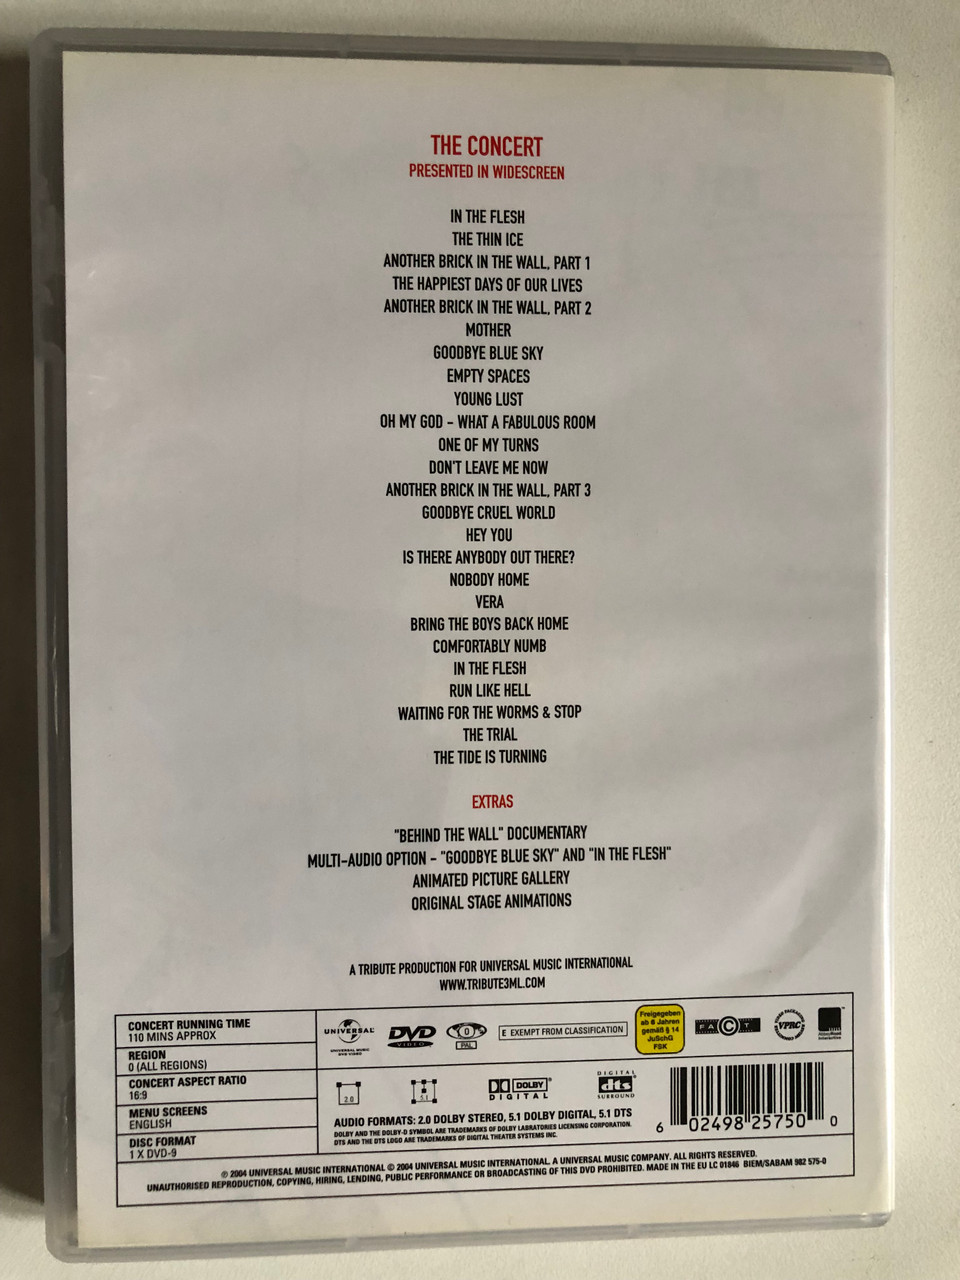 THE CONCERT
PRESENTED IN WIDESCREEN
IN THE FLESH
THE THIN ICE
ANOTHER BRICK IN THE WALL, PART 1
THE HAPPIEST DAYS OF OUR LIVES
ANOTHER BRICK IN THE WALL, PART 2
MOTHER
GOODBYE BLUE SKY
EMPTY SPACES
YOUNG LUST
OH MY GOD - WHAT A FABULOUS ROOM
ONE OF MY TURNS
DON'T LEAVE ME NOW
ANOTHER BRICK IN THE WALL, PART 3
GOODBYE CRUEL WORLD
HEY YOU
IS THERE ANYBODY OUT THERE?
NOBODY HOME
VERA
BRING THE BOYS BACK HOME
COMFORTABLY NUMB
IN THE FLESH
RUN LIKE HELL
WAITING FOR THE WORMS & STOP
THE TRIAL
THE TIDE IS TURNING
EXTRAS
"BEHIND THE WALL" DOCUMENTARY
MULTI-AUDIO OPTION - "GOODBYE BLUE SKY" AND "IN THE FLESH"
ANIMATED PICTURE GALLERY
ORIGINAL STAGE ANIMATIONS
A TRIBUTE PRODUCTION FOR UNIVERSAL MUSIC INTERNATIONAL
WWW.TRIBUTE3ML.COM
CONCERT RUNNING TIME
110 MINS APPROX
REGION
0 (ALL REGIONS)
CONCERT ASPECT RATIO
16:9
MENU SCREENS
ENGLISH
DISC FORMAT
1 X DVD-9
UNIVERSAL
UNIVERSAL MUSIC
DVD VIDEO
DVD
VIDEO
0
PAL
E EXEMPT FROM CLASSIFICATION
Freigegeben
ab 6 Jahren
gemäß § 14
JuSchG
FSK
FACT
VPRC
2.0
5.1
DOLBY
DIGITAL
DIGITAL
dts
SURROUND
AUDIO FORMATS: 2.0 DOLBY STEREO, 5.1 DOLBY DIGITAL, 5.1 DTS
DOLBY AND THE DOLBY-D SYMBOL ARE TRADEMARKS OF DOLBY LABRATORIES LICENSING CORPORATION.
DTS AND THE DTS LOGO ARE TRADEMARKS OF DIGITAL THEATER SYSTEMS INC.
6 02498 25750 0
℗ 2004 UNIVERSAL MUSIC INTERNATIONAL © 2004 UNIVERSAL MUSIC INTERNATIONAL. A UNIVERSAL MUSIC COMPANY. ALL RIGHTS RESERVED.
UNAUTHORISED REPRODUCTION, COPYING, HIRING, LENDING, PUBLIC PERFORMANCE OR BROADCASTING OF THIS DVD PROHIBITED. MADE IN THE EU LC 01846 BIEM/SABAM 982 575-0